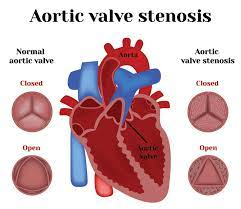 Aortic valve stenosis
Normal
aortic valve
Closed
Open
Aorta
Aortic
valve
Aortic
valve stenosis
Closed
Open